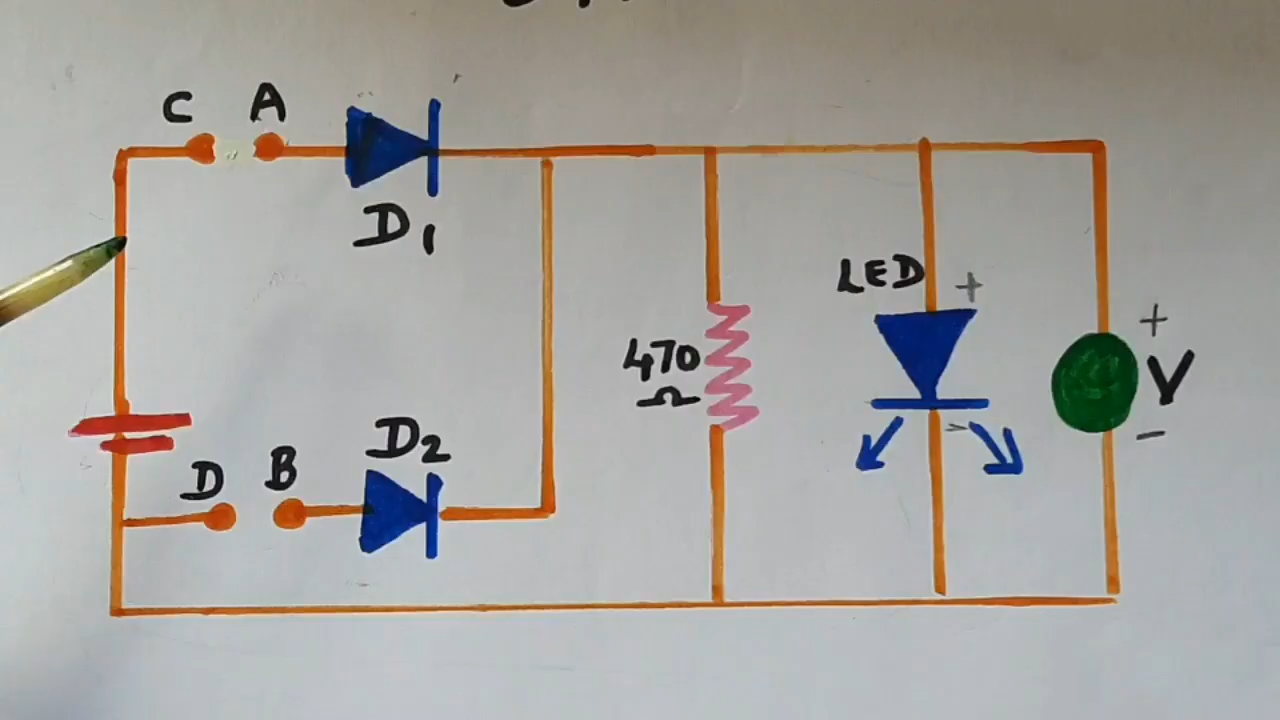 C A
D₁
LED +
+
470
Ω
V
-
-
D₂
D B